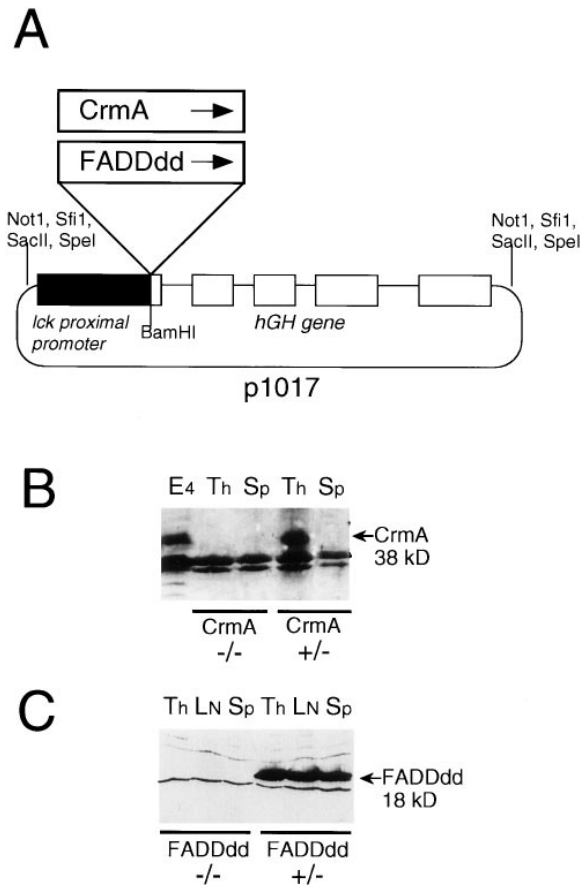 A
CrmA
FADDdd
Not1, Sfi1,
SacII, SpeI
Not1, Sfi1,
SacII, SpeI
lck proximal
promoter
BamHI
hGH gene
p1017
B
E4 Th Sp Th Sp
CrmA
38 kD
CrmA
-/-
CrmA
+/-
C
Th LN Sp Th LN Sp
FADDdd
18 kD
FADDdd
-/-
FADDdd
+/-